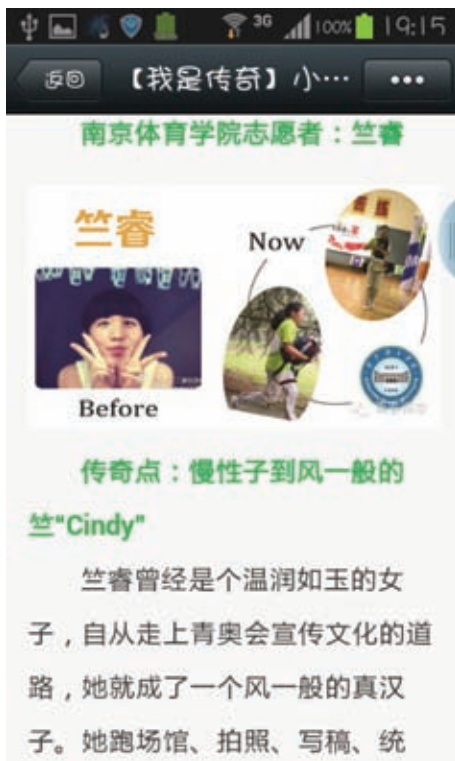 3G 100% 19:15
返回 【我是传奇】小… •••
南京体育学院志愿者：竺睿
竺睿
Now
Before
传奇点：慢性子到风一般的
竺"Cindy"
竺睿曾经是个温润如玉的女
子，自从走上青奥会宣传文化的道
路，她就成了一个风一般的真汉
子。她跑场馆、拍照、写稿、统